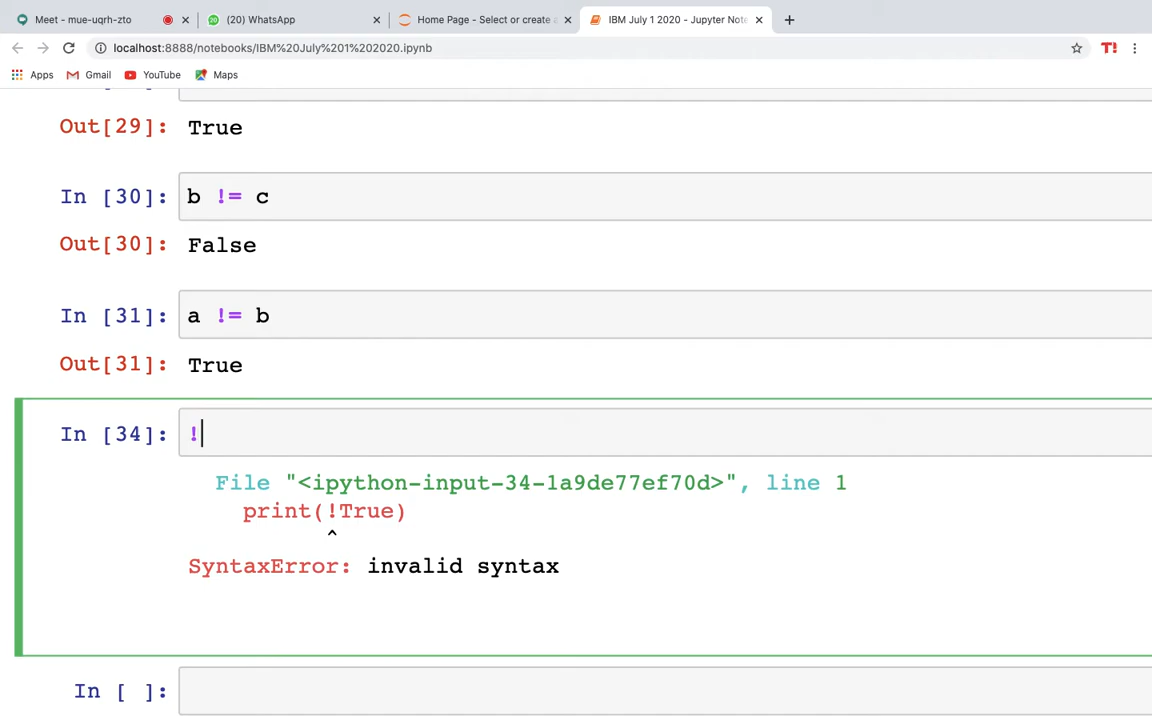 Meet - mue-uqrh-zto
(20) WhatsApp
Home Page - Select or create a
IBM July 1 2020 - Jupyter Note
localhost:8888/notebooks/IBM%20July%201%202020.ipynb
Apps Gmail YouTube Maps
Out[29]: True
In [30]: b != c
Out[30]: False
In [31]: a != b
Out[31]: True
In [34]: !
File "<ipython-input-34-1a9de77ef70d>", line 1
print(!True)
^
SyntaxError: invalid syntax
In [ ]: